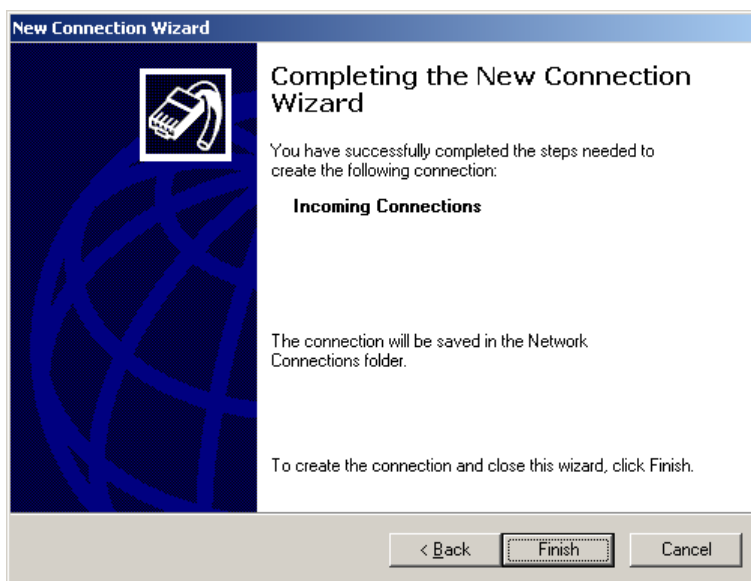 New Connection Wizard
Completing the New Connection
Wizard
You have successfully completed the steps needed to
create the following connection:
Incoming Connections
The connection will be saved in the Network
Connections folder.
To create the connection and close this wizard, click Finish.
< Back Finish Cancel